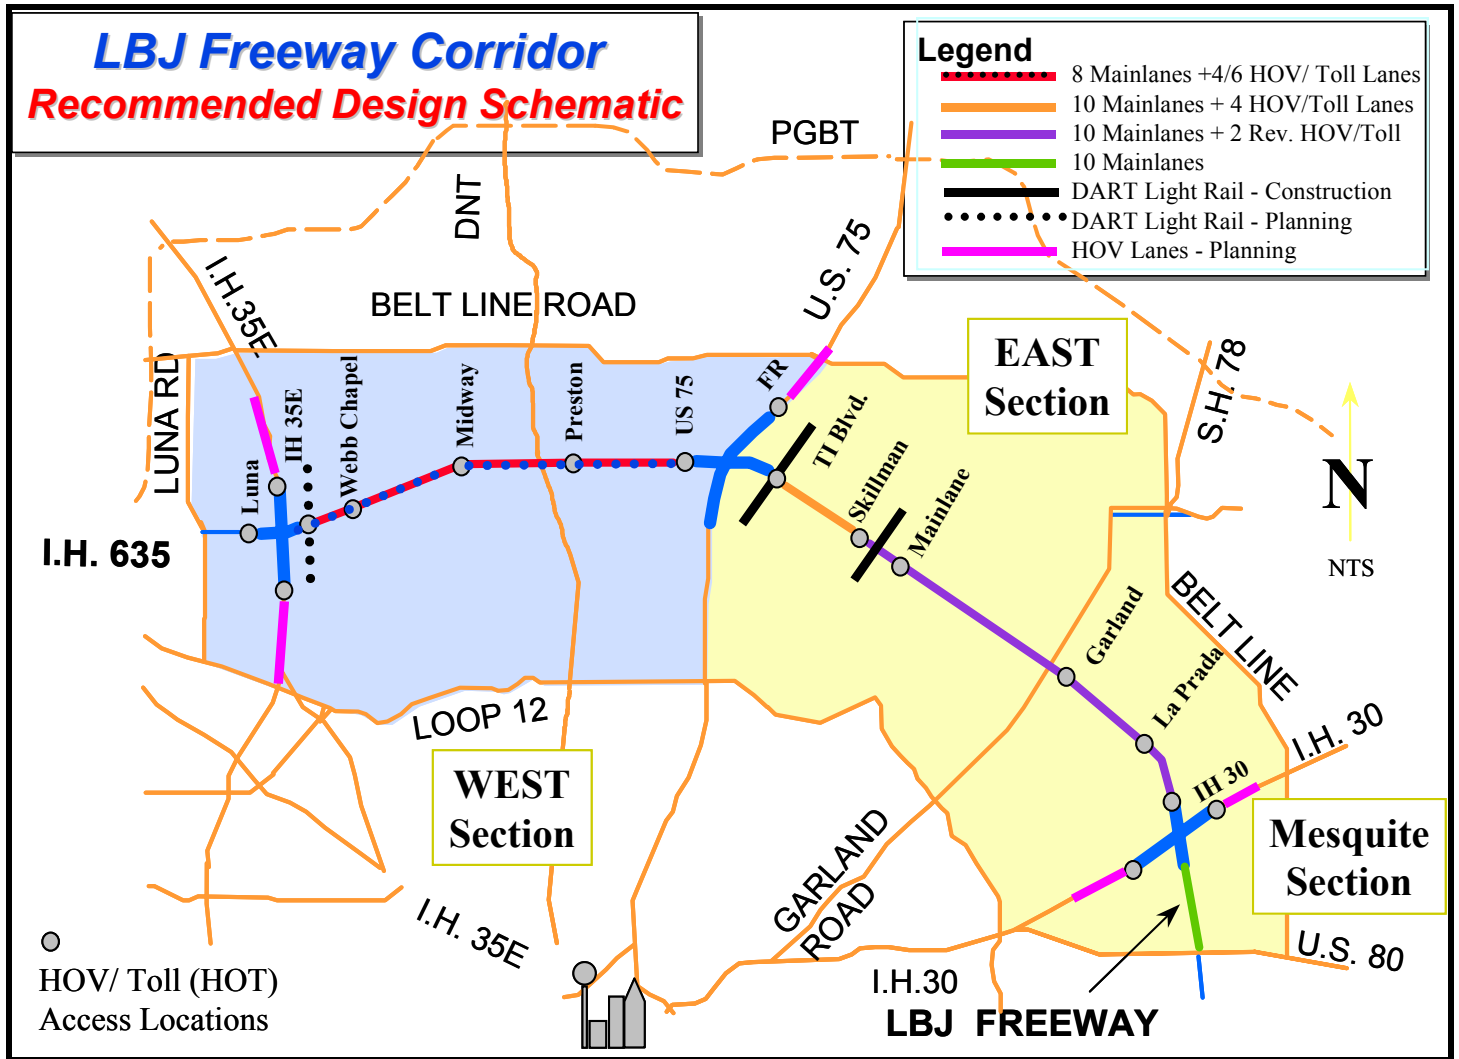 LBJ Freeway Corridor
Recommended Design Schematic
Legend
8 Mainlanes +4/6 HOV/ Toll Lanes
10 Mainlanes + 4 HOV/Toll Lanes
10 Mainlanes + 2 Rev. HOV/Toll
10 Mainlanes
DART Light Rail - Construction
DART Light Rail - Planning
HOV Lanes - Planning
PGBT
DNT
U.S. 75
I.H.35E
BELT LINE ROAD
LUNA RD
EAST
Section
S.H. 78
FR
IH 35E
Webb Chapel
Midway
Preston
US 75
TI Blvd.
Luna
Skillman
Mainlane
N
NTS
I.H. 635
BELT LINE
Garland
La Prada
LOOP 12
I.H. 30
WEST
Section
IH 30
Mesquite
Section
GARLAND
ROAD
I.H. 35E
U.S. 80
I.H.30
LBJ FREEWAY
HOV/ Toll (HOT)
Access Locations